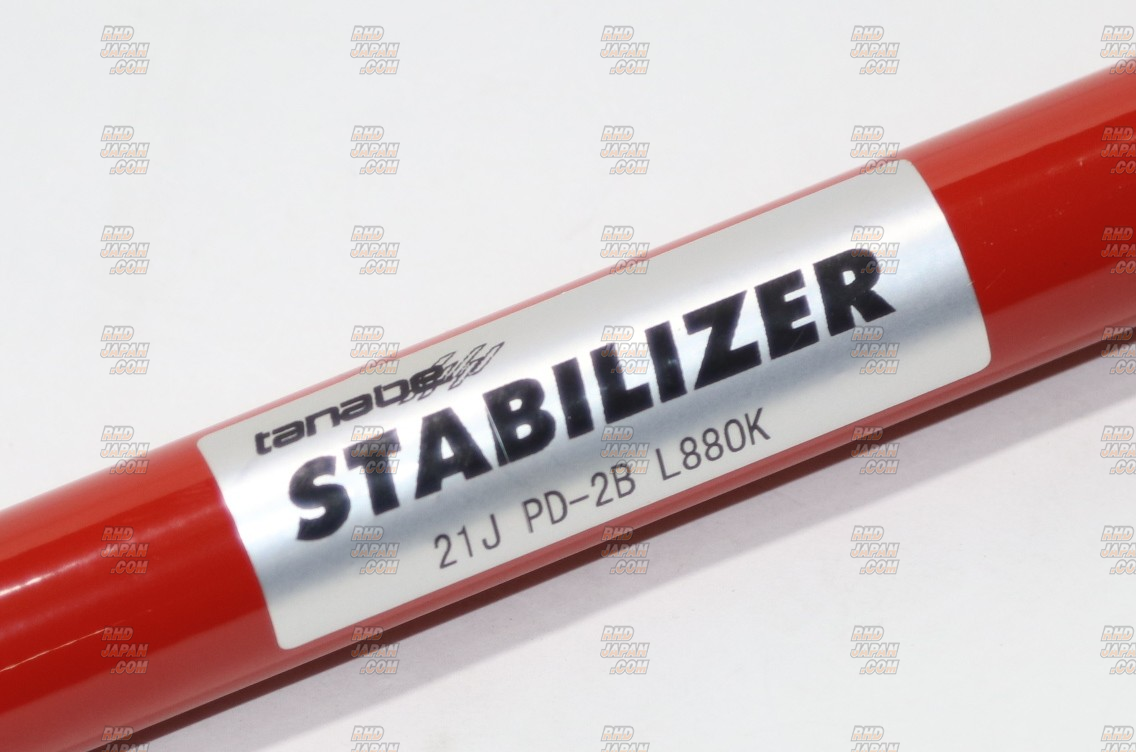 tanabe
STABILIZER
21J PD-2B L880K
RHD
JAPAN
.COM